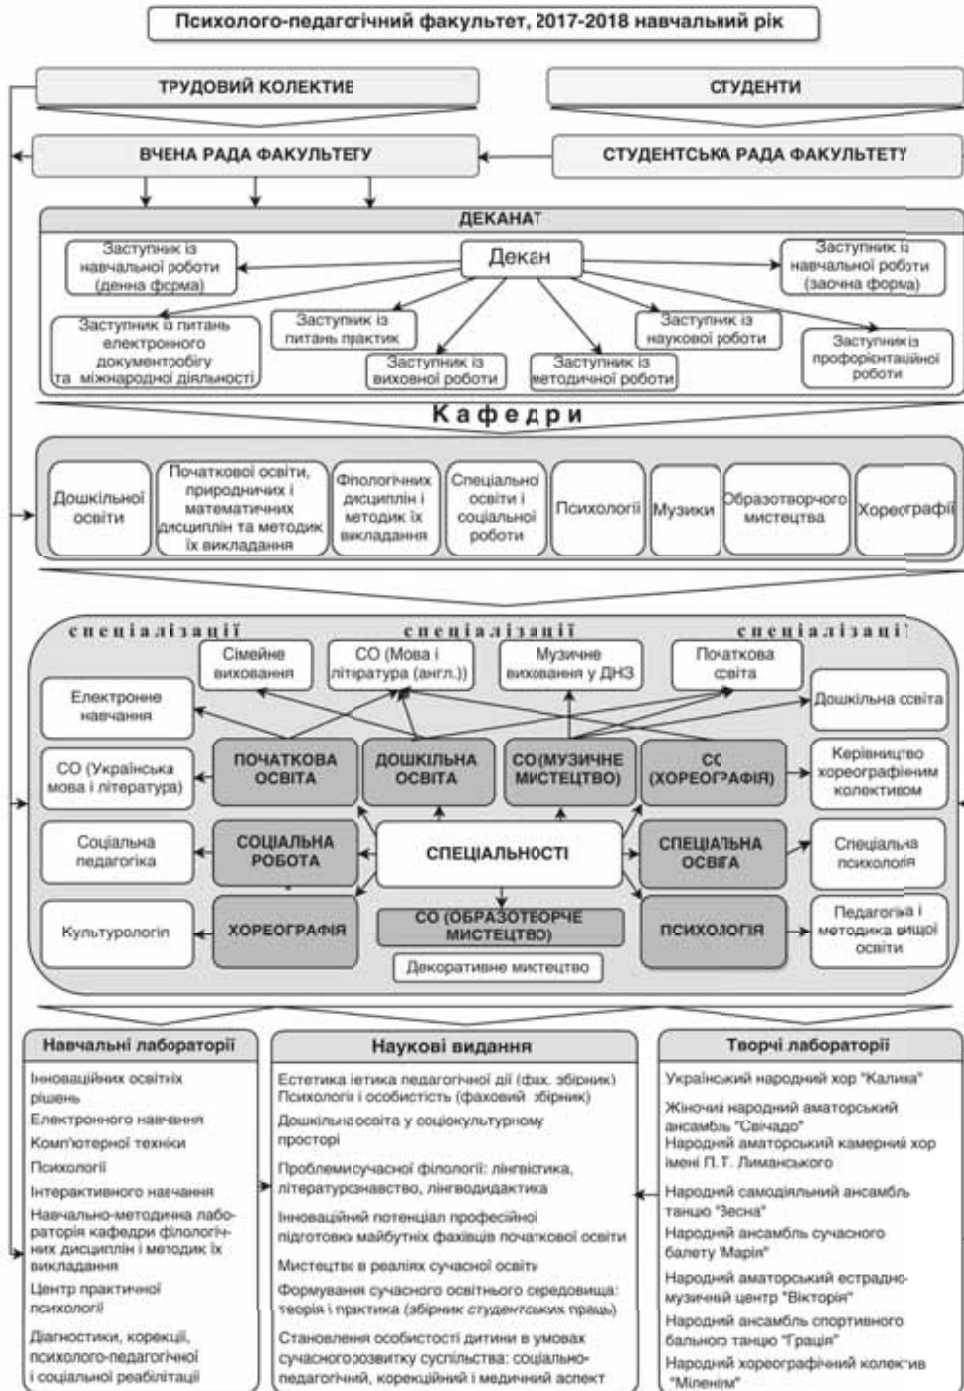 Психолого-педагогічний факультет, 2017-2018 навчальний рік
ТРУДОВИЙ КОЛЕКТИВ
СТУДЕНТИ
ВЧЕНА РАДА ФАКУЛЬТЕТУ
СТУДЕНТСЬКА РАДА ФАКУЛЬТЕТУ
ДЕКАНАТ
Заступник із
навчальної роботи
(денна форма)
Декан
Заступник із
навчальної роботи
(заочна форма)
Заступник із питань
електронного
документообігу
та міжнародної діяльності
Заступник із
питань практик
Заступник із
виховної роботи
Заступник із
методичної роботи
Заступник із
наукової роботи
Заступник із
профорієнтаційної
роботи
Кафедри
Дошкільної
освіти
Початкової освіти,
природничих і
математичних
дисциплін та методик
їх викладання
Філологічних
дисциплін і
методик їх
викладання
Спеціальної
освіти і
соціальної
роботи
Психології
Музики
Образотворчого
мистецтва
Хореографії
спеціалізації
спеціалізації
спеціалізації
Сімейне
виховання
СО (Мова і
література (англ.))
Музичне
виховання у ДНЗ
Початкова
освіта
Електронне
навчання
Дошкільна освіта
ПОЧАТКОВА
ОСВІТА
ДОШКІЛЬНА
ОСВІТА
СО(МУЗИЧНЕ
МИСТЕЦТВО)
СО
(ХОРЕОГРАФІЯ)
СО (Українська
мова і література)
Керівництво
хореографічним
колективом
Соціальна
педагогіка
СОЦІАЛЬНА
РОБОТА
СПЕЦІАЛЬНОСТІ
СПЕЦІАЛЬНА
ОСВІТА
Спеціальна
психологія
Культурологія
ХОРЕОГРАФІЯ
СО (ОБРАЗОТВОРЧЕ
МИСТЕЦТВО)
ПСИХОЛОГІЯ
Педагогіка і
методика вищої
освіти
Декоративне мистецтво
Навчальні лабораторії
Інноваційних освітніх
рішень
Електронного навчання
Комп'ютерної техніки
Психології
Інтерактивного навчання
Навчально-методична лабо-
раторія кафедри філологіч-
них дисциплін і методик їх
викладання
Центр практичної
психології
Діагностики, корекції,
психолого-педагогічної
і соціальної реабілітації
Наукові видання
Естетика і етика педагогічної дії (фах. збірник)
Психологія і особистість (фаховий збірник)
Дошкільна освіта у соціокультурному
просторі
Проблеми сучасної філології: лінгвістика,
літературознавство, лінгводидактика
Інноваційний потенціал професійної
підготовки майбутніх фахівців початкової освіти
Мистецтво в реаліях сучасної освіти
Формування сучасного освітнього середовища:
теорія і практика (збірник студентських праць)
Становлення особистості дитини в умовах
сучасного розвитку суспільства: соціально-
педагогічний, корекційний і медичний аспект
Творчі лабораторії
Український народний хор "Калина"
Жіночий народний аматорський
ансамбль "Свічадо"
Народний аматорський камерний хор
імені П.Т. Лиманського
Народний самодіяльний ансамбль
танцю "Весна"
Народний ансамбль сучасного
балету "Марія"
Народний аматорський естрадно-
музичний центр "Вікторія"
Народний ансамбль спортивного
бального танцю "Грація"
Народний хореографічний колектив
"Міленіум"